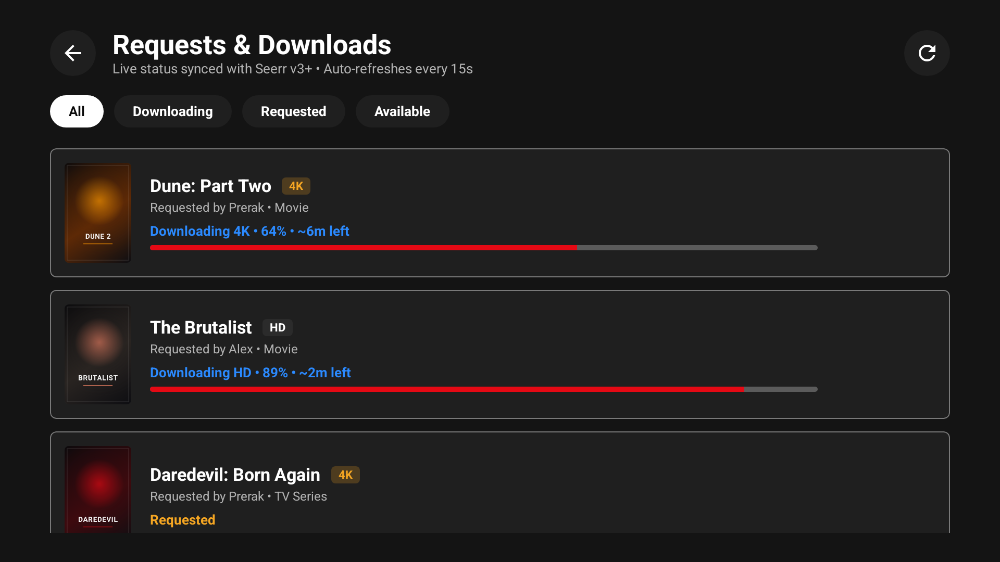 Requests & Downloads
Live status synced with Seerr v3+ • Auto-refreshes every 15s
All
Downloading
Requested
Available
DUNE 2
Dune: Part Two 4K
Requested by Prerak • Movie
Downloading 4K • 64% • ~6m left
BRUTALIST
The Brutalist HD
Requested by Alex • Movie
Downloading HD • 89% • ~2m left
DAREDEVIL
Daredevil: Born Again 4K
Requested by Prerak • TV Series
Requested